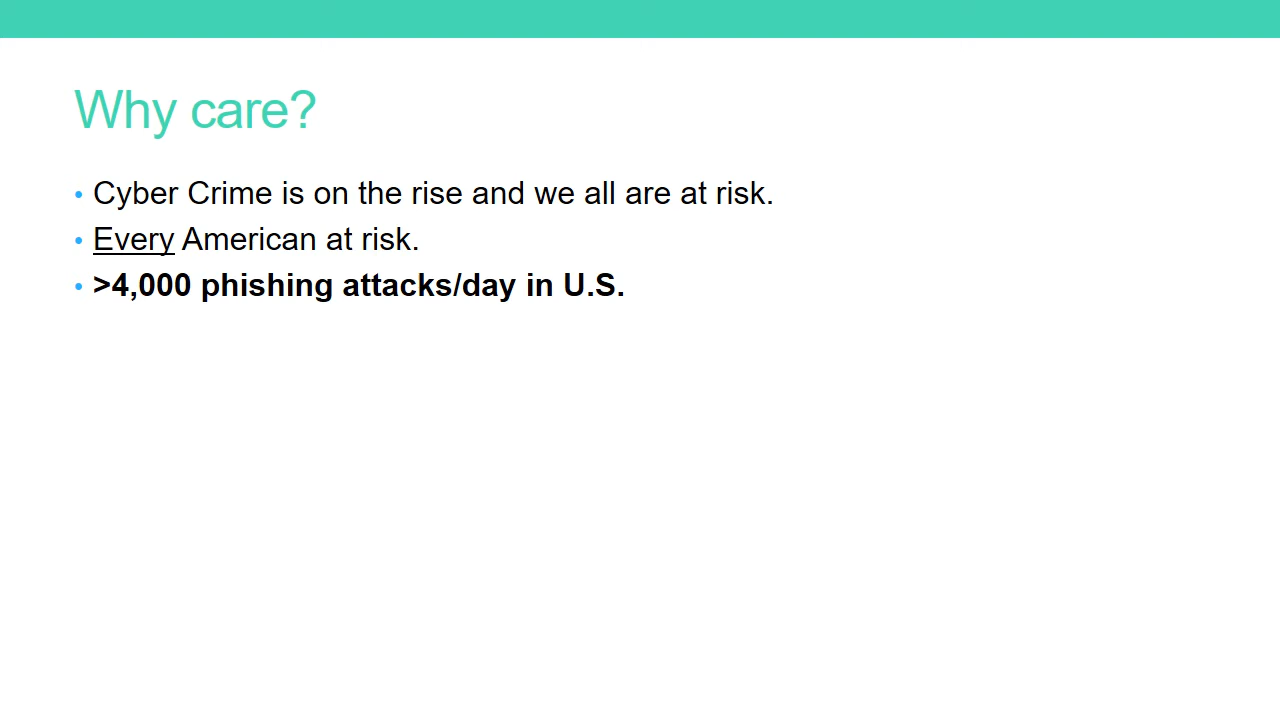 Why care?
• Cyber Crime is on the rise and we all are at risk.
• Every American at risk.
• >4,000 phishing attacks/day in U.S.